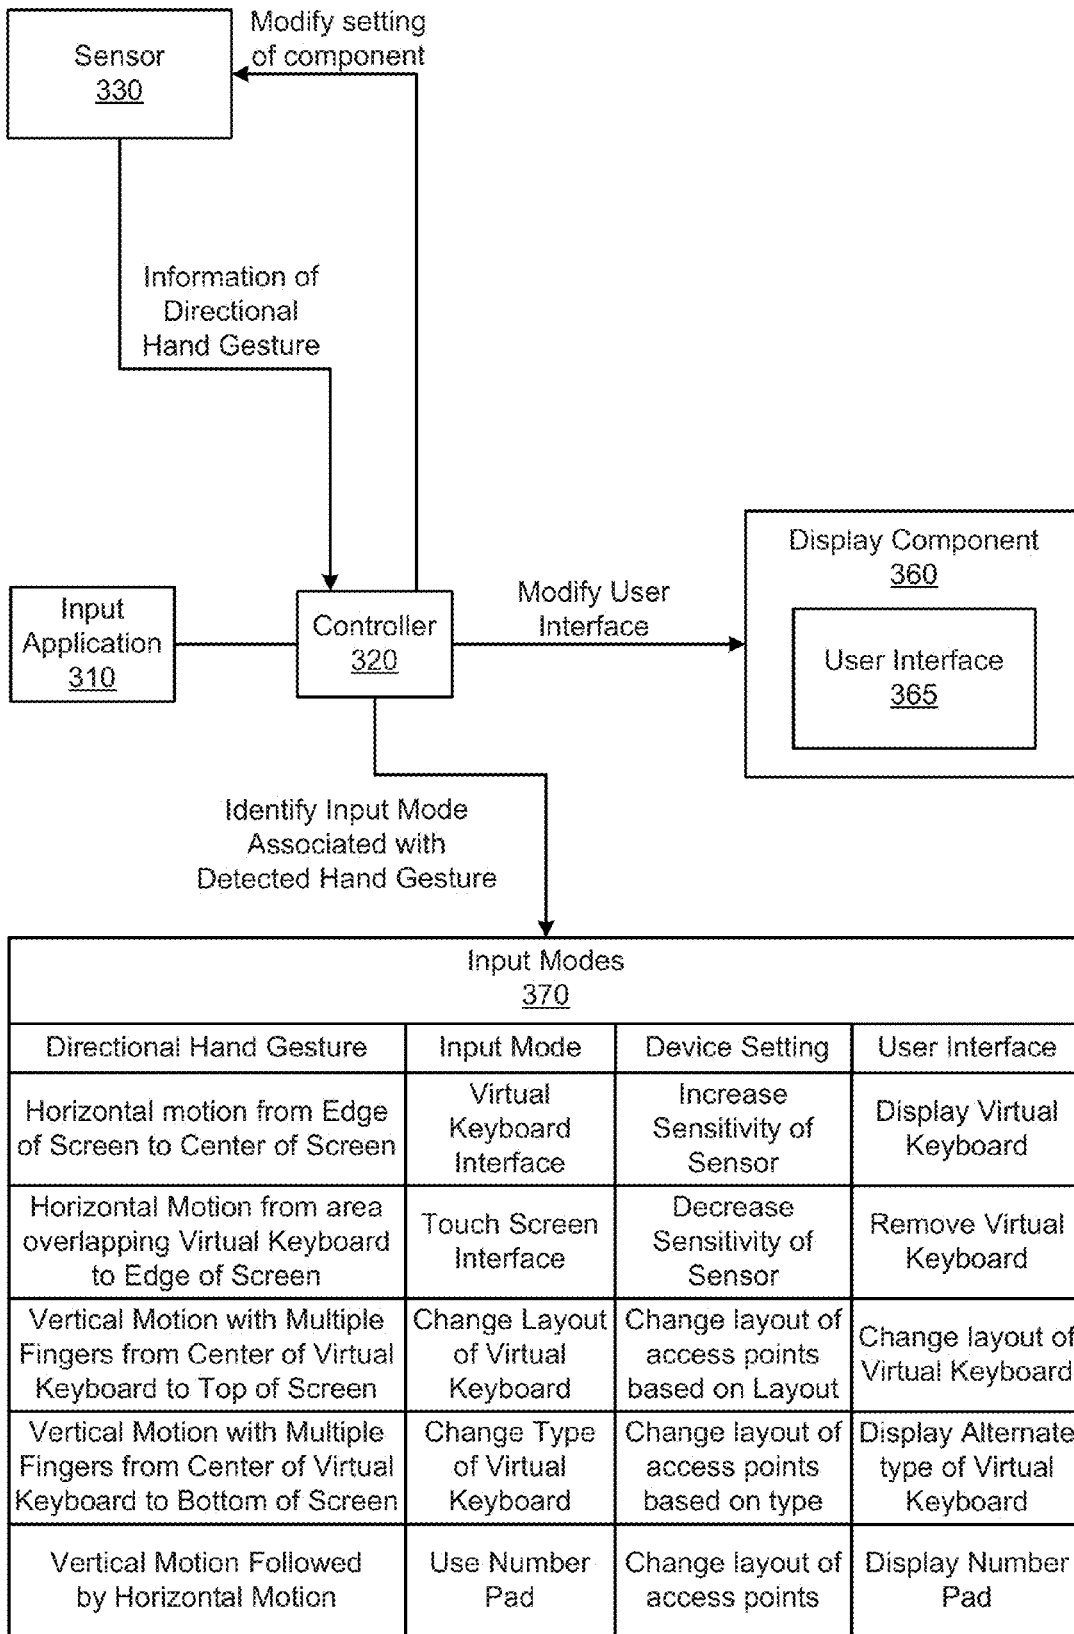 Modify setting
of component
Sensor
330
Information of
Directional
Hand Gesture
Display Component
360
Input
Application
310
Controller
320
Modify User
Interface
User Interface
365
Identify Input Mode
Associated with
Detected Hand Gesture
Input Modes
370
Directional Hand Gesture
Input Mode
Device Setting
User Interface
Horizontal motion from Edge
of Screen to Center of Screen
Virtual
Keyboard
Interface
Increase
Sensitivity of
Sensor
Display Virtual
Keyboard
Horizontal Motion from area
overlapping Virtual Keyboard
to Edge of Screen
Touch Screen
Interface
Decrease
Sensitivity of
Sensor
Remove Virtual
Keyboard
Vertical Motion with Multiple
Fingers from Center of Virtual
Keyboard to Top of Screen
Change Layout
of Virtual
Keyboard
Change layout of
access points
based on Layout
Change layout of
Virtual Keyboard
Vertical Motion with Multiple
Fingers from Center of Virtual
Keyboard to Bottom of Screen
Change Type
of Virtual
Keyboard
Change layout of
access points
based on type
Display Alternate
type of Virtual
Keyboard
Vertical Motion Followed
by Horizontal Motion
Use Number
Pad
Change layout of
access points
Display Number
Pad